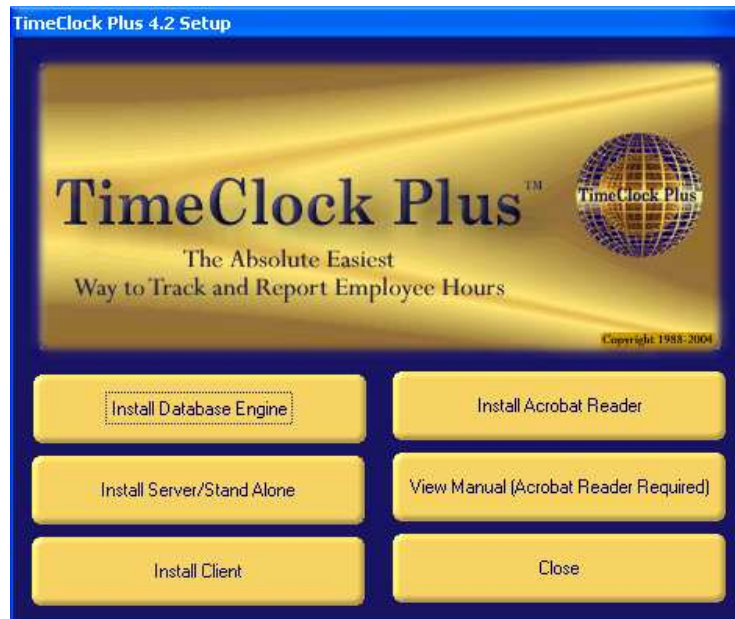 TimeClock Plus 4.2 Setup
TimeClock Plus™
TimeClock Plus
The Absolute Easiest
Way to Track and Report Employee Hours
Copyright 1988-2004
Install Database Engine
Install Acrobat Reader
Install Server/Stand Alone
View Manual (Acrobat Reader Required)
Install Client
Close